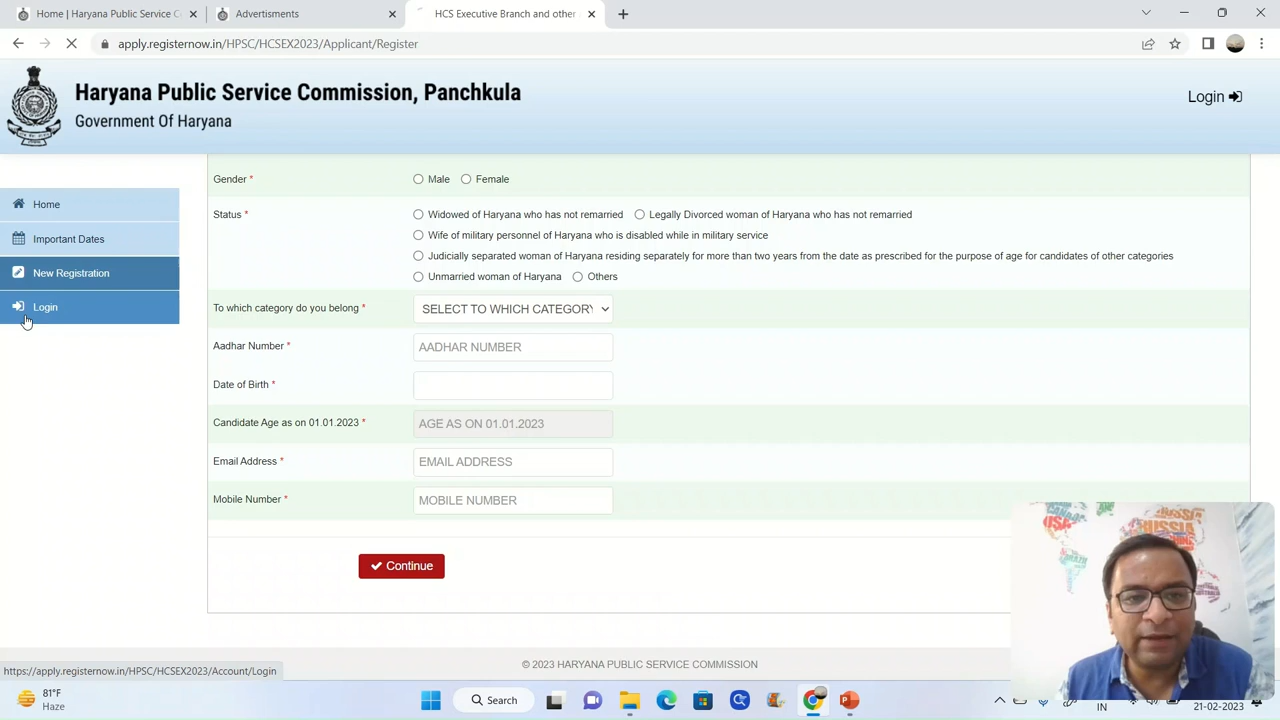 Home | Haryana Public Service C
Advertisments
HCS Executive Branch and other
apply.registernow.in/HPSC/HCSEX2023/Applicant/Register
Haryana Public Service Commission, Panchkula
Government Of Haryana
Login
Home
Important Dates
New Registration
Login
Gender *
Male
Female
Status *
Widowed of Haryana who has not remarried
Legally Divorced woman of Haryana who has not remarried
Wife of military personnel of Haryana who is disabled while in military service
Judicially separated woman of Haryana residing separately for more than two years from the date as prescribed for the purpose of age for candidates of other categories
Unmarried woman of Haryana
Others
To which category do you belong *
SELECT TO WHICH CATEGORY
Aadhar Number *
AADHAR NUMBER
Date of Birth *
Candidate Age as on 01.01.2023 *
AGE AS ON 01.01.2023
Email Address *
EMAIL ADDRESS
Mobile Number *
MOBILE NUMBER
Continue
RUSSIA
USA
© 2023 HARYANA PUBLIC SERVICE COMMISSION
https://apply.registernow.in/HPSC/HCSEX2023/Account/Login
81°F
Haze
Search
IN
21-02-2023